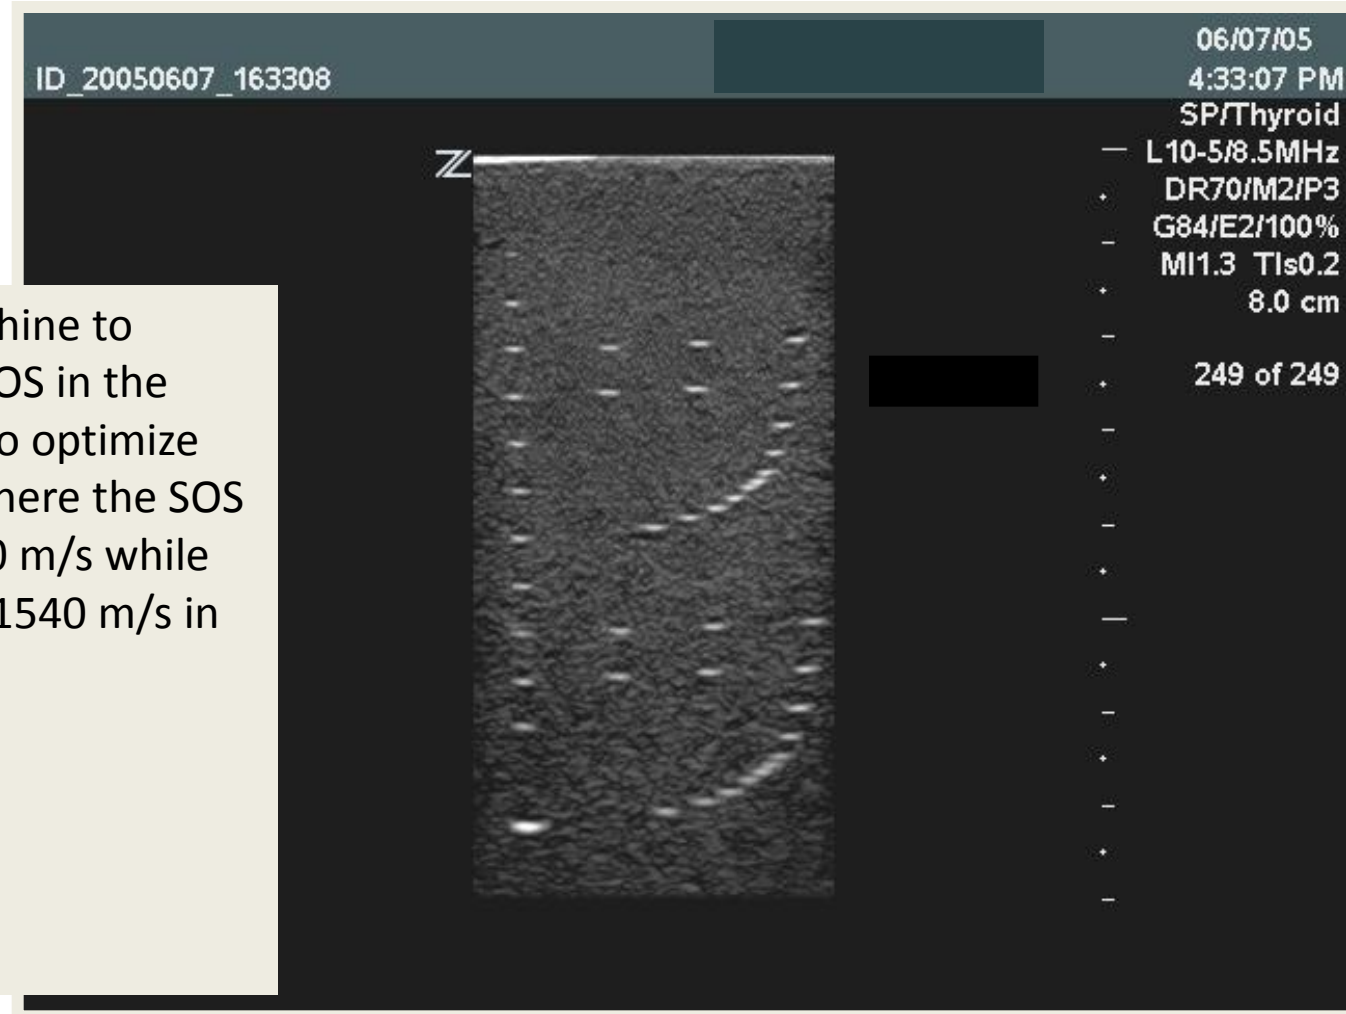 06/07/05
ID_20050607_163308
4:33:07 PM
SP/Thyroid
L10-5/8.5MHz
DR70/M2/P3
G84/E2/100%
MI1.3 TIs0.2
8.0 cm
249 of 249
Z
hine to
OS in the
o optimize
here the SOS
0 m/s while
1540 m/s in